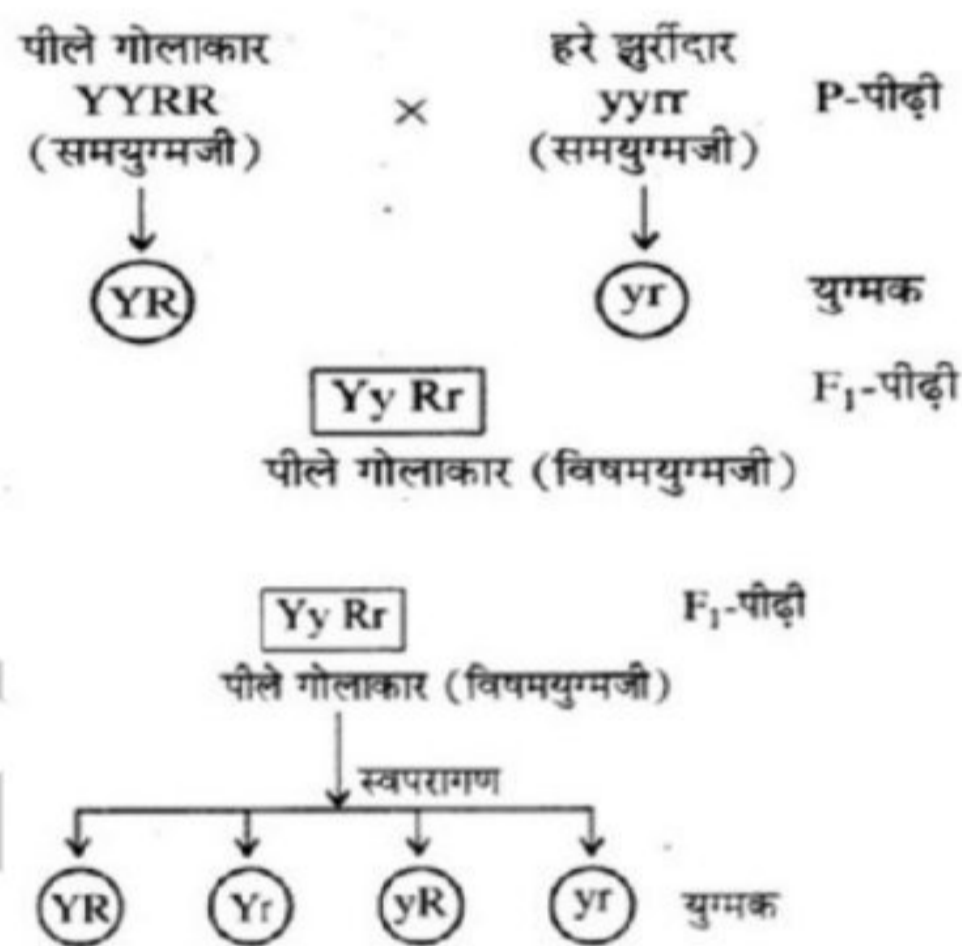 पीले गोलाकार हरे झुर्रीदार
YYRR × yyrr P-पीढ़ी
(समयुग्मजी) (समयुग्मजी)
YR yr युग्मक
Yy Rr F₁-पीढ़ी
पीले गोलाकार (विषमयुग्मजी)
Yy Rr F₁-पीढ़ी
पीले गोलाकार (विषमयुग्मजी)
स्वपरागण
YR Yr yR yr युग्मक